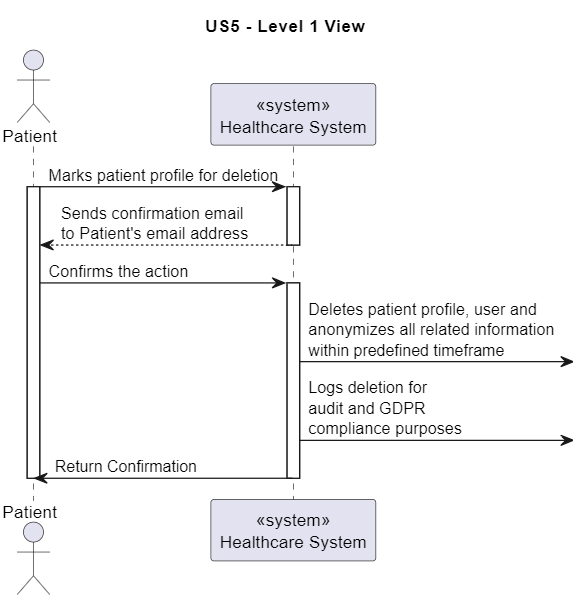 US5 - Level 1 View
Patient
«system»
Healthcare System
Marks patient profile for deletion
Sends confirmation email
to Patient's email address
Confirms the action
Deletes patient profile, user and
anonymizes all related information
within predefined timeframe
Logs deletion for
audit and GDPR
compliance purposes
Return Confirmation
Patient
«system»
Healthcare System